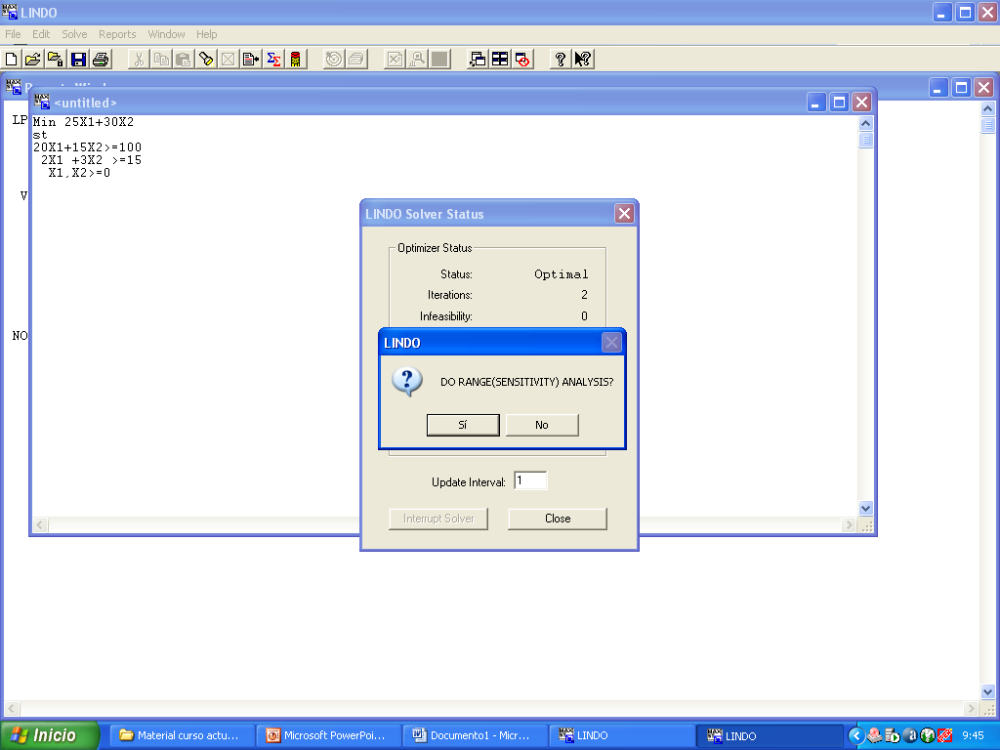 LINDO
File Edit Solve Reports Window Help
<untitled>
LP
Min 25X1+30X2
st
20X1+15X2>=100
2X1 +3X2 >=15
X1,X2>=0
V
NO
LINDO Solver Status
Optimizer Status
Status: Optimal
Iterations: 2
Infeasibility: 0
LINDO
DO RANGE(SENSITIVITY) ANALYSIS?
Sí No
Update Interval: 1
Interrupt Solver Close
Inicio Material curso actu... Microsoft PowerPoi... Documento1 - Micr... LINDO LINDO 9:45